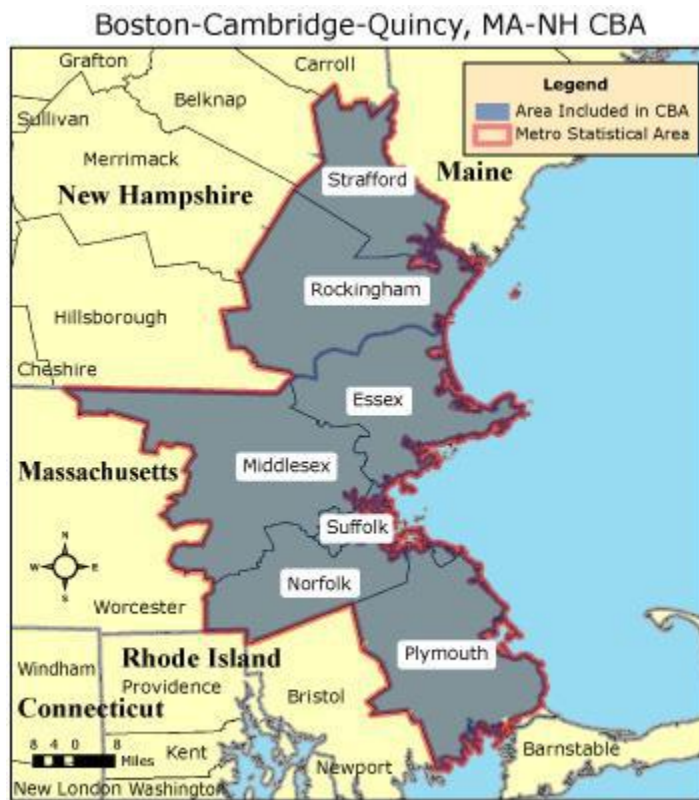 Boston-Cambridge-Quincy, MA-NH CBA
Grafton
Carroll
Legend
Area Included in CBA
Metro Statistical Area
Belknap
Sullivan
Merrimack
Strafford
Maine
New Hampshire
Rockingham
Hillsborough
Cheshire
Essex
Massachusetts
Middlesex
Suffolk
N
W E
S
Norfolk
Worcester
Plymouth
Rhode Island
Windham
Providence
Bristol
Connecticut
8 4 0 8
Miles
Kent
Barnstable
Newport
New London Washington